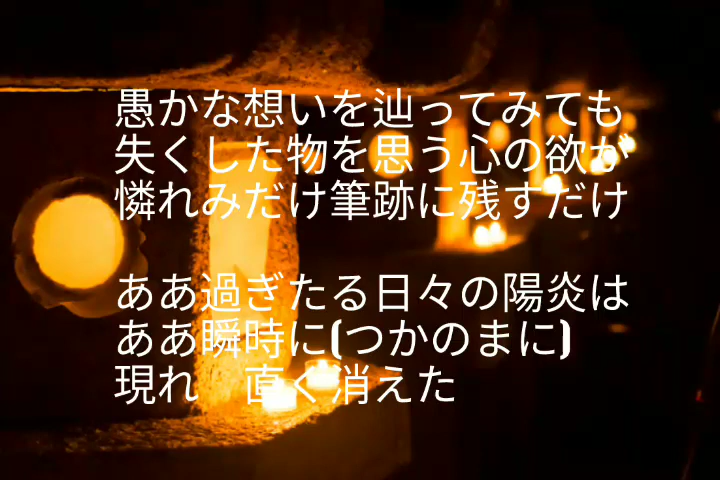 愚かな想いを辿ってみても
失くした物を思う心の欲が
憐れみだけ筆跡に残すだけ
ああ過ぎたる日々の陽炎は
ああ瞬時に(つかのまに)
現れ　直ぐ消えた